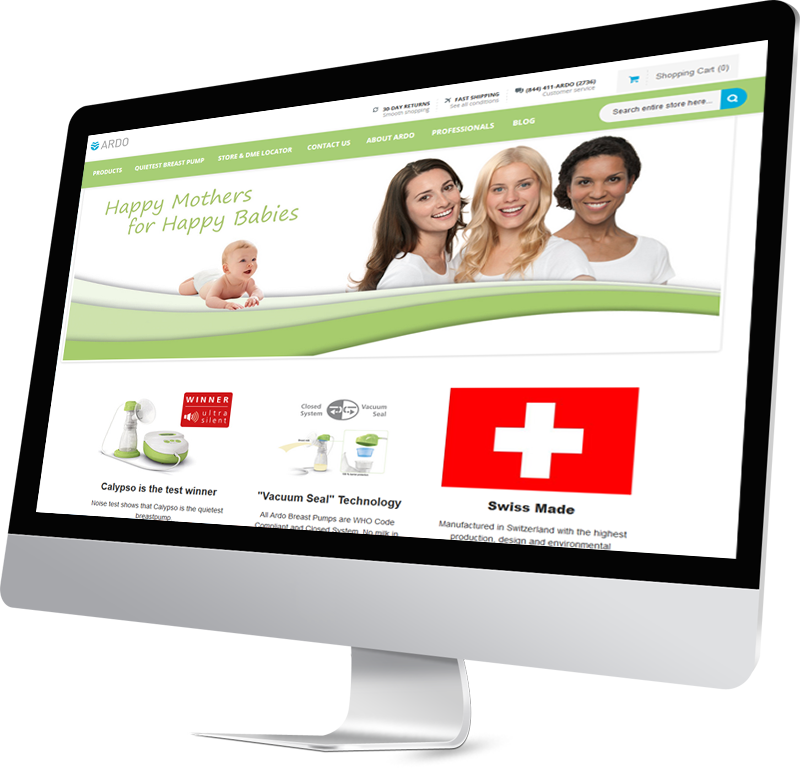 ARDO
30-DAY RETURNS
Smooth shopping
FAST SHIPPING
See all conditions
(844) 411-ARDO (2736)
Customer service
Shopping Cart (0)
PRODUCTS
QUIETEST BREAST PUMP
STORE & DME LOCATOR
CONTACT US
ABOUT ARDO
PROFESSIONALS
BLOG
Search entire store here...
Happy Mothers
for Happy Babies
WINNER
ultra
silent
Closed
System
Vacuum
Seal
Calypso is the test winner
Noise test shows that Calypso is the quietest
breastpump
"Vacuum Seal" Technology
All Ardo Breast Pumps are WHO Code
Compliant and Closed System. No milk in
Swiss Made
Manufactured in Switzerland with the highest
production, design and environmental